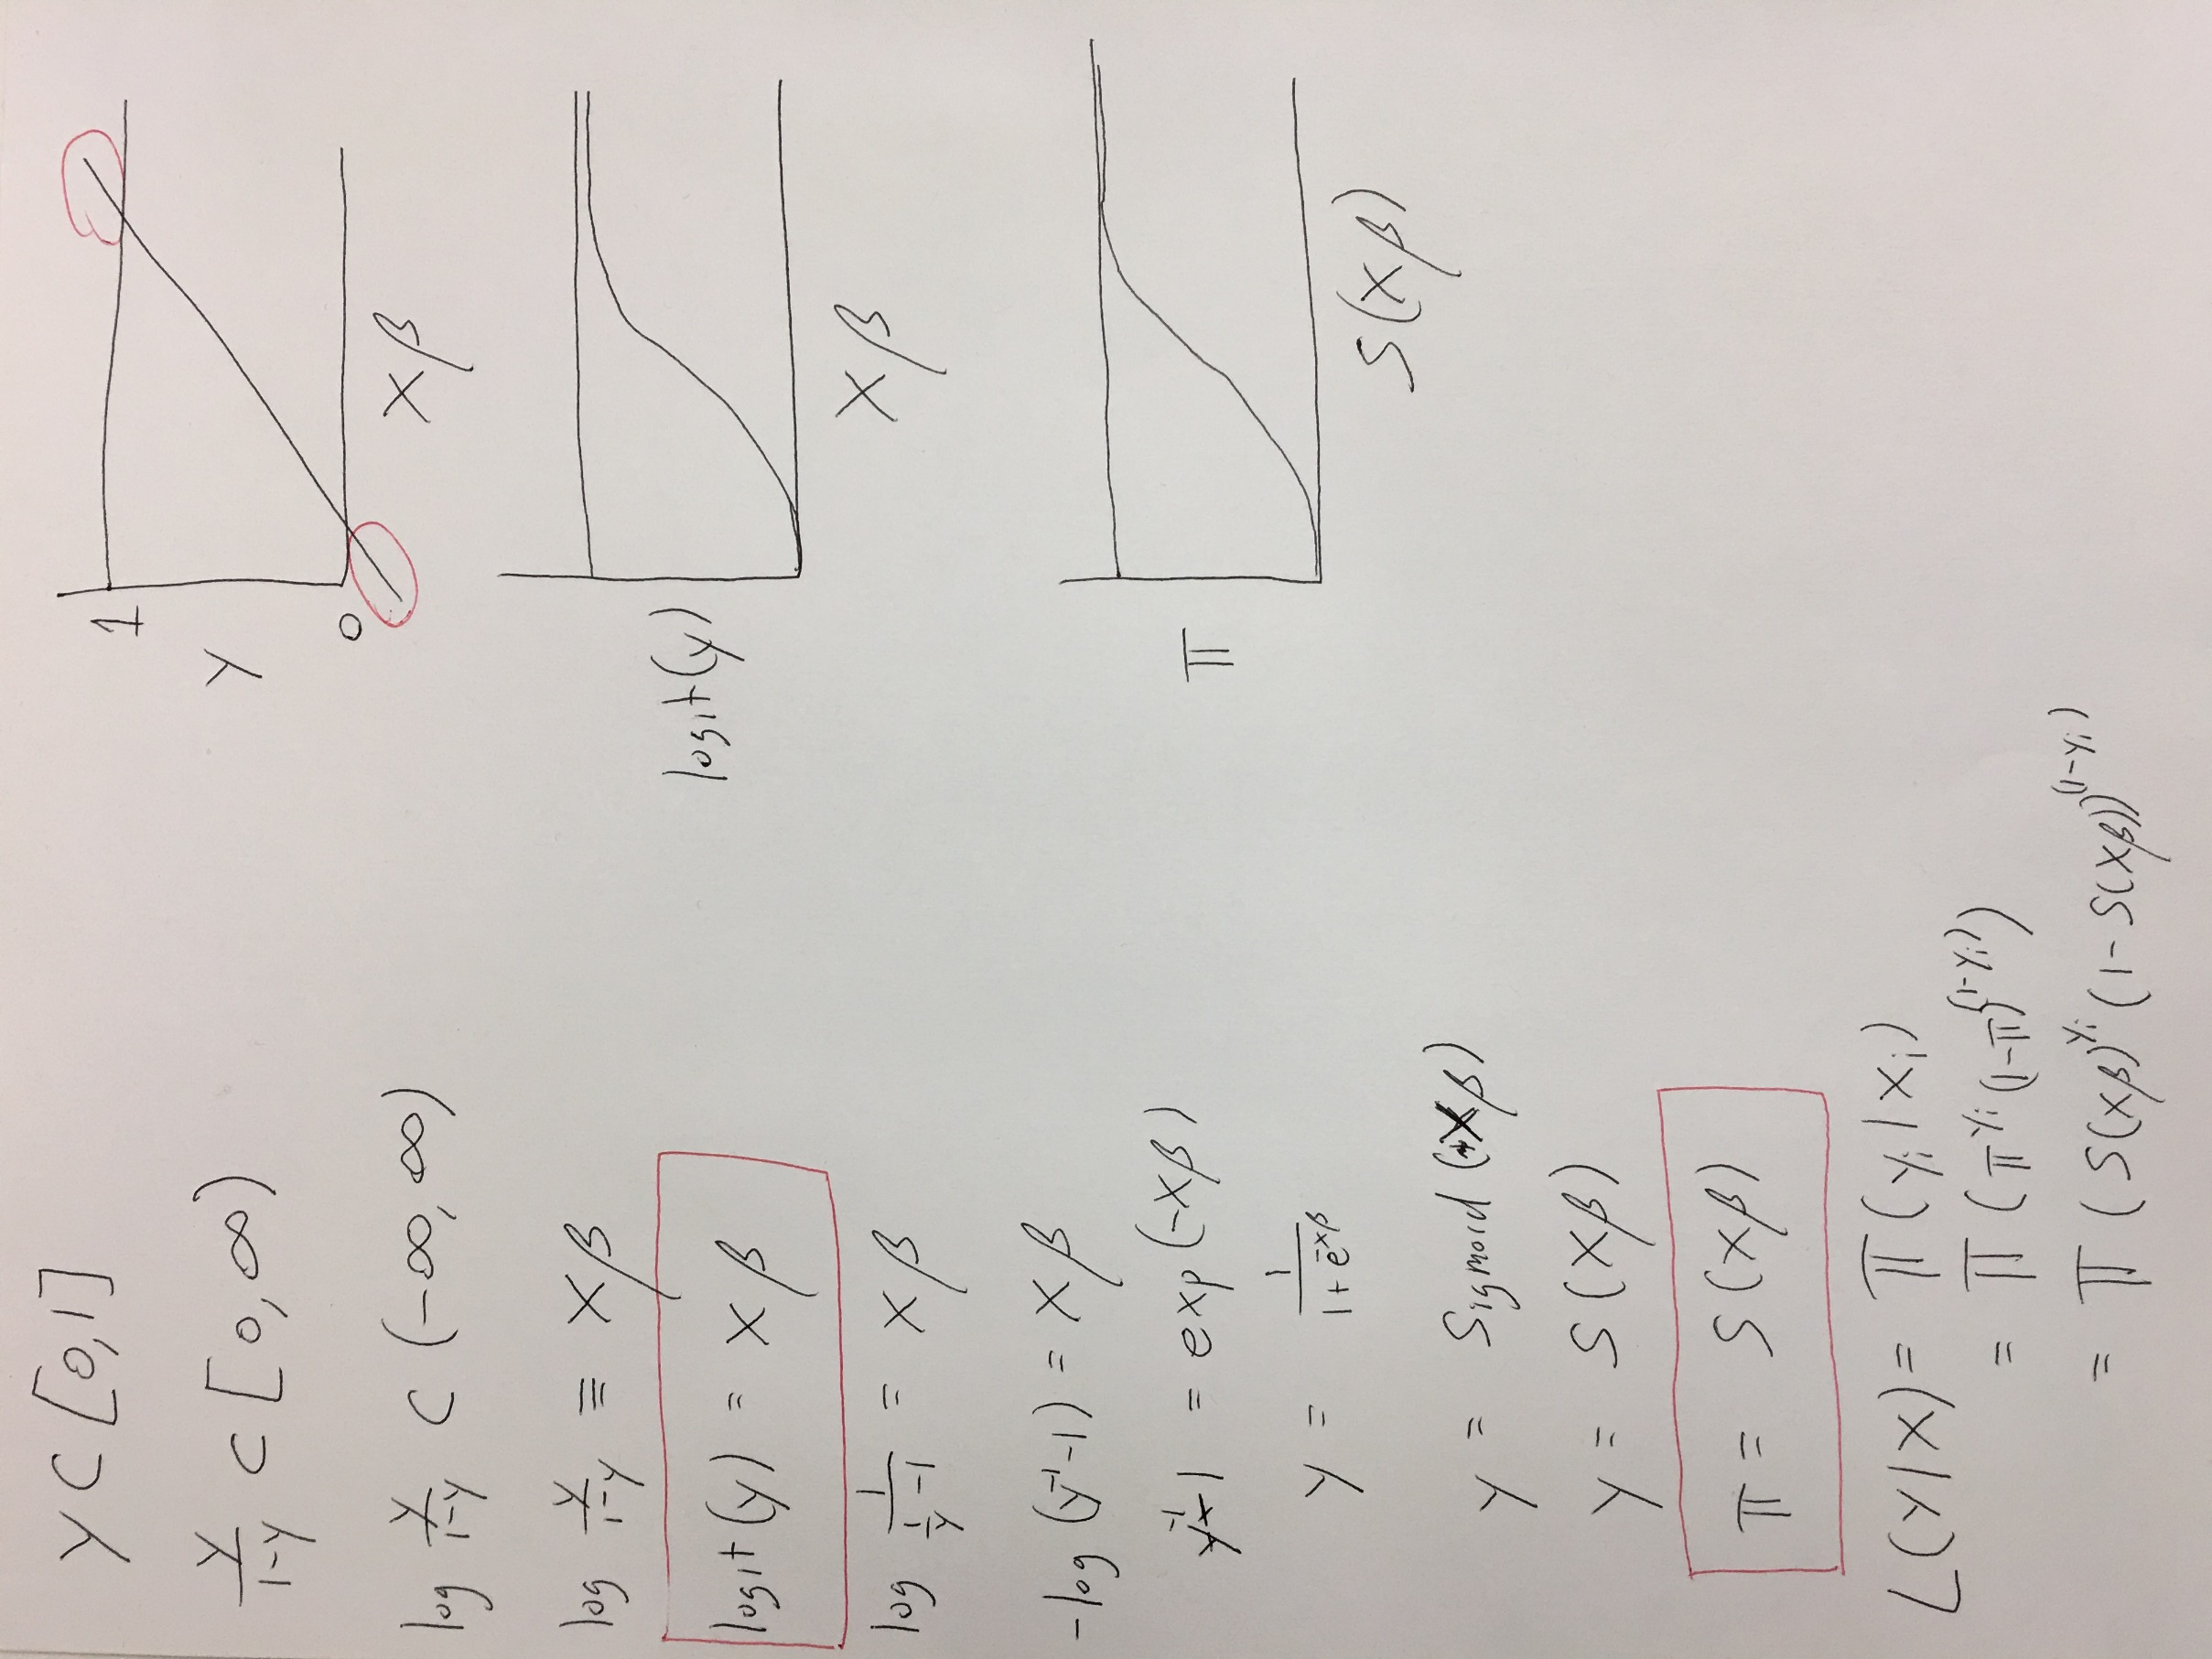 y ⊂ [0,1]
y/(1-y) ⊂ [0,∞)
log y/(1-y) ⊂ (-∞,∞)
log y/(1-y) ≡ Xβ
logit(y) = Xβ
log 1/(1/y -1) = Xβ
-log(y⁻¹-1) = Xβ
y⁻¹-1 = exp(-Xβ)
y = 1/(1+e^-xβ)
y = Sigmoid(Xβ)
y = S(Xβ)
π = S(Xβ)
L(Y|X) = π(yᵢ|xᵢ)
= π(π^yᵢ(1-π)^(1-yᵢ))
= π(S(Xβ)^yᵢ(1-S(Xβ))^(1-yᵢ)
1
Y
0
Xβ
logit(y)
Xβ
π
S(Xβ)